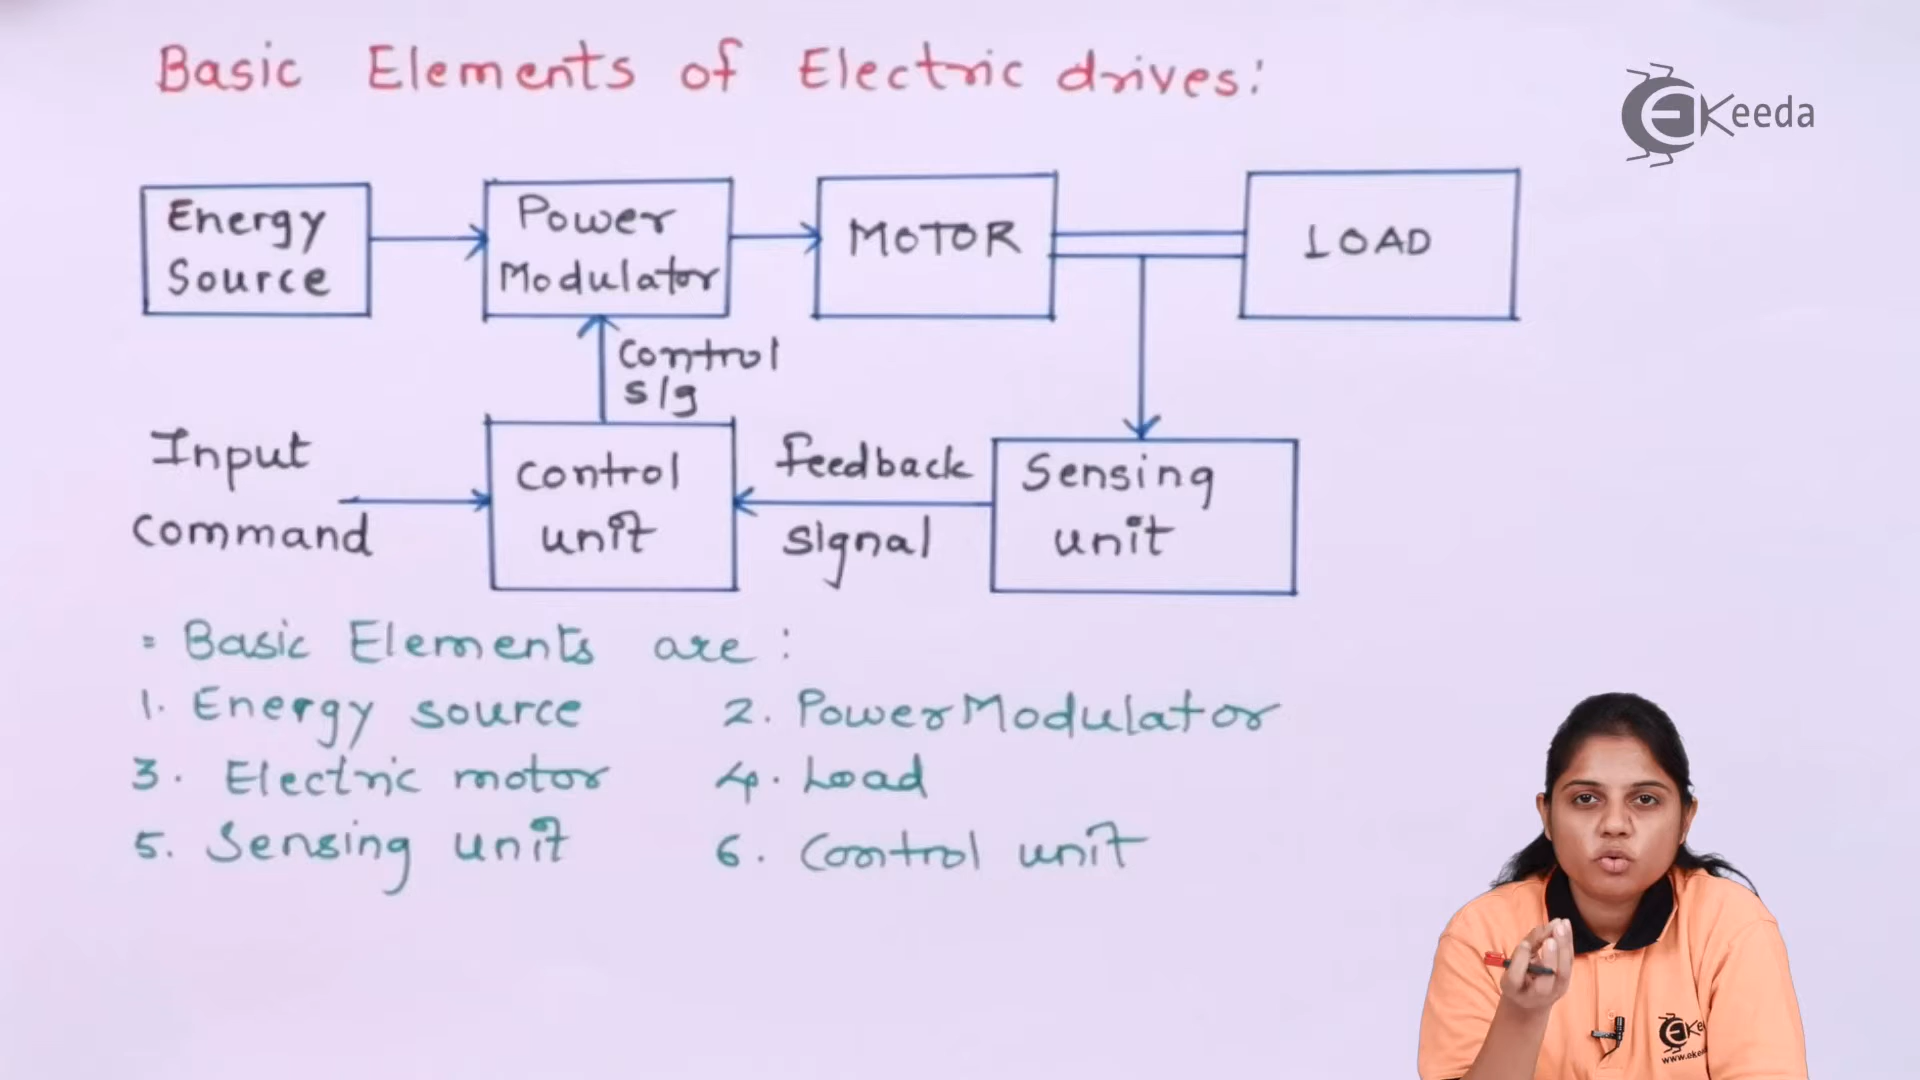 Basic Elements of Electric drives:
EKeeda
Energy
Source
Power
Modulator
MOTOR
LOAD
Control
s/g
Input
command
control
unit
feedback
signal
Sensing
unit
= Basic Elements are :
1. Energy source 2. Power Modulator
3. Electric motor 4. Load
5. Sensing unit 6. Control unit